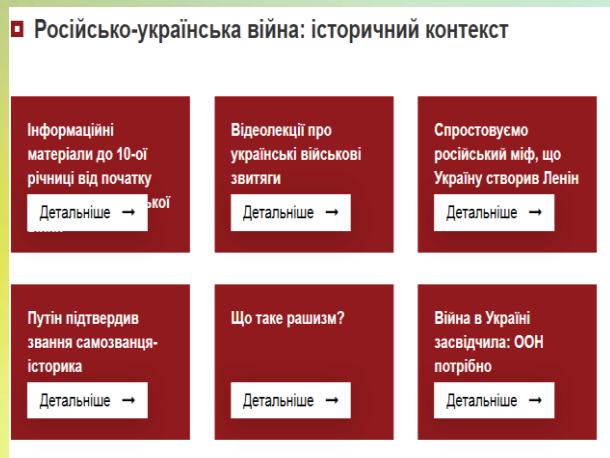 Російсько-українська війна: історичний контекст
Інформаційні
матеріали до 10-ої
річниці від початку
Детальніше →
Відеолекції про
українські військові
звитяги
Детальніше →
Спростовуємо
російський міф, що
Україну створив Ленін
Детальніше →
Путін підтвердив
звання самозванця-
історика
Детальніше →
Що таке рашизм?
Детальніше →
Війна в Україні
засвідчила: ООН
потрібно
Детальніше →